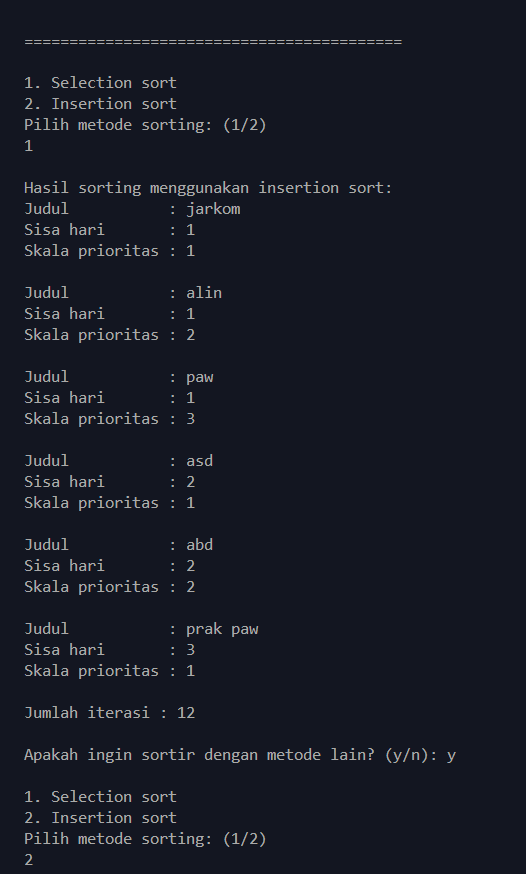 ==========================================
1. Selection sort
2. Insertion sort
Pilih metode sorting: (1/2)
1
Hasil sorting menggunakan insertion sort:
Judul           : jarkom
Sisa hari       : 1
Skala prioritas : 1
Judul           : alin
Sisa hari       : 1
Skala prioritas : 2
Judul           : paw
Sisa hari       : 1
Skala prioritas : 3
Judul           : asd
Sisa hari       : 2
Skala prioritas : 1
Judul           : abd
Sisa hari       : 2
Skala prioritas : 2
Judul           : prak paw
Sisa hari       : 3
Skala prioritas : 1
Jumlah iterasi : 12
Apakah ingin sortir dengan metode lain? (y/n): y
1. Selection sort
2. Insertion sort
Pilih metode sorting: (1/2)
2